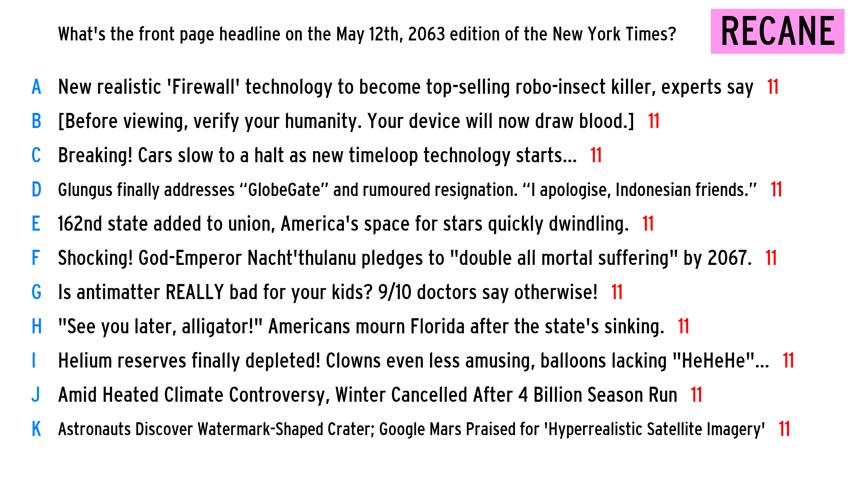 What's the front page headline on the May 12th, 2063 edition of the New York Times?
RECANE
A New realistic 'Firewall' technology to become top-selling robo-insect killer, experts say 11
B [Before viewing, verify your humanity. Your device will now draw blood.] 11
C Breaking! Cars slow to a halt as new timeloop technology starts... 11
D Glungus finally addresses “GlobeGate” and rumoured resignation. “I apologise, Indonesian friends.” 11
E 162nd state added to union, America's space for stars quickly dwindling. 11
F Shocking! God-Emperor Nacht'thulanu pledges to "double all mortal suffering" by 2067. 11
G Is antimatter REALLY bad for your kids? 9/10 doctors say otherwise! 11
H "See you later, alligator!" Americans mourn Florida after the state's sinking. 11
I Helium reserves finally depleted! Clowns even less amusing, balloons lacking "HeHeHe"... 11
J Amid Heated Climate Controversy, Winter Cancelled After 4 Billion Season Run 11
K Astronauts Discover Watermark-Shaped Crater; Google Mars Praised for 'Hyperrealistic Satellite Imagery' 11